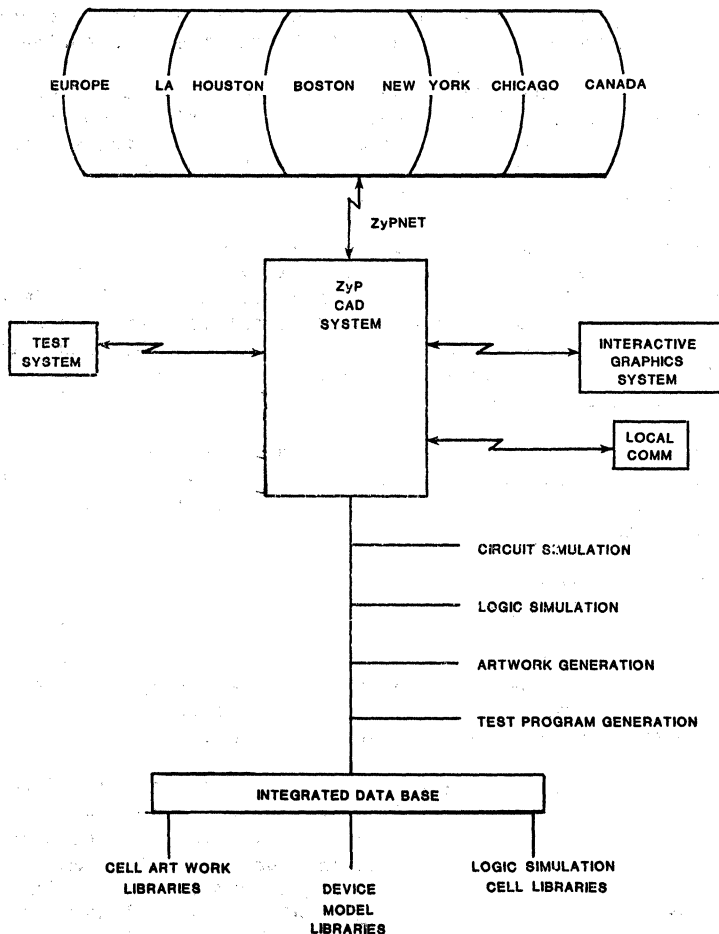 EUROPE LA HOUSTON BOSTON NEW YORK CHICAGO CANADA
ZyPNET
ZyP
CAD
SYSTEM
TEST
SYSTEM
INTERACTIVE
GRAPHICS
SYSTEM
LOCAL
COMM
CIRCUIT SIMULATION
LOGIC SIMULATION
ARTWORK GENERATION
TEST PROGRAM GENERATION
INTEGRATED DATA BASE
CELL ART WORK
LIBRARIES
DEVICE
MODEL
LIBRARIES
LOGIC SIMULATION
CELL LIBRARIES